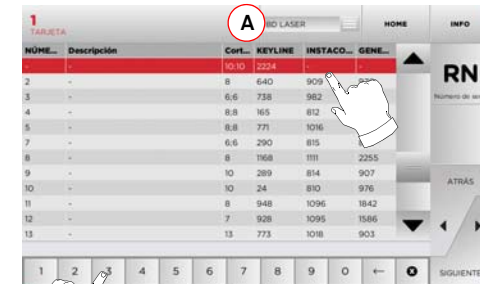 1
TARJETA
A
BD LASER
HOME
INFO
NÚME... Descripción Cort... KEYLINE INSTACO... GENE...
- - 10;10 2224 - -
2 - 8 640 909
3 - 6;6 738 982
4 - 8;8 165 812
5 - 8;8 771 1016
7 - 6;6 290 815
8 - 8 1168 1111 2255
9 - 10 289 814 907
10 - 10 24 810 976
11 - 8 948 1096 1842
12 - 7 928 1095 1586
13 - 13 773 1018 903
RN
Número de
ATRÁS
SIGUIENTE
1 2 3 4 5 6 7 8 9 0 ←